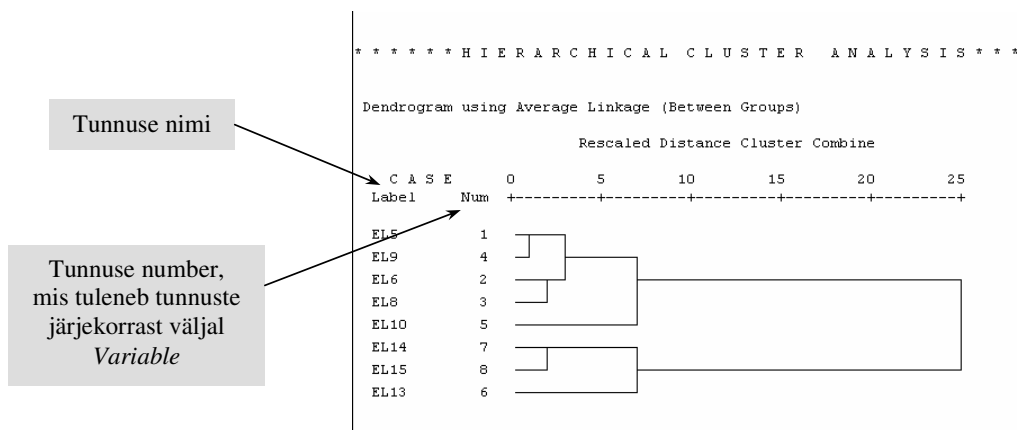 * * * * * * H I E R A R C H I C A L   C L U S T E R   A N A L Y S I S * * *
Dendrogram using Average Linkage (Between Groups)
Rescaled Distance Cluster Combine
Tunnuse nimi
C A S E 0 5 10 15 20 25
Label Num +---------+---------+---------+---------+---------+
Tunnuse number,
mis tuleneb tunnuste
järjekorrast väljal
Variable
EL5 1
EL9 4
EL6 2
EL8 3
EL10 5
EL14 7
EL15 8
EL13 6